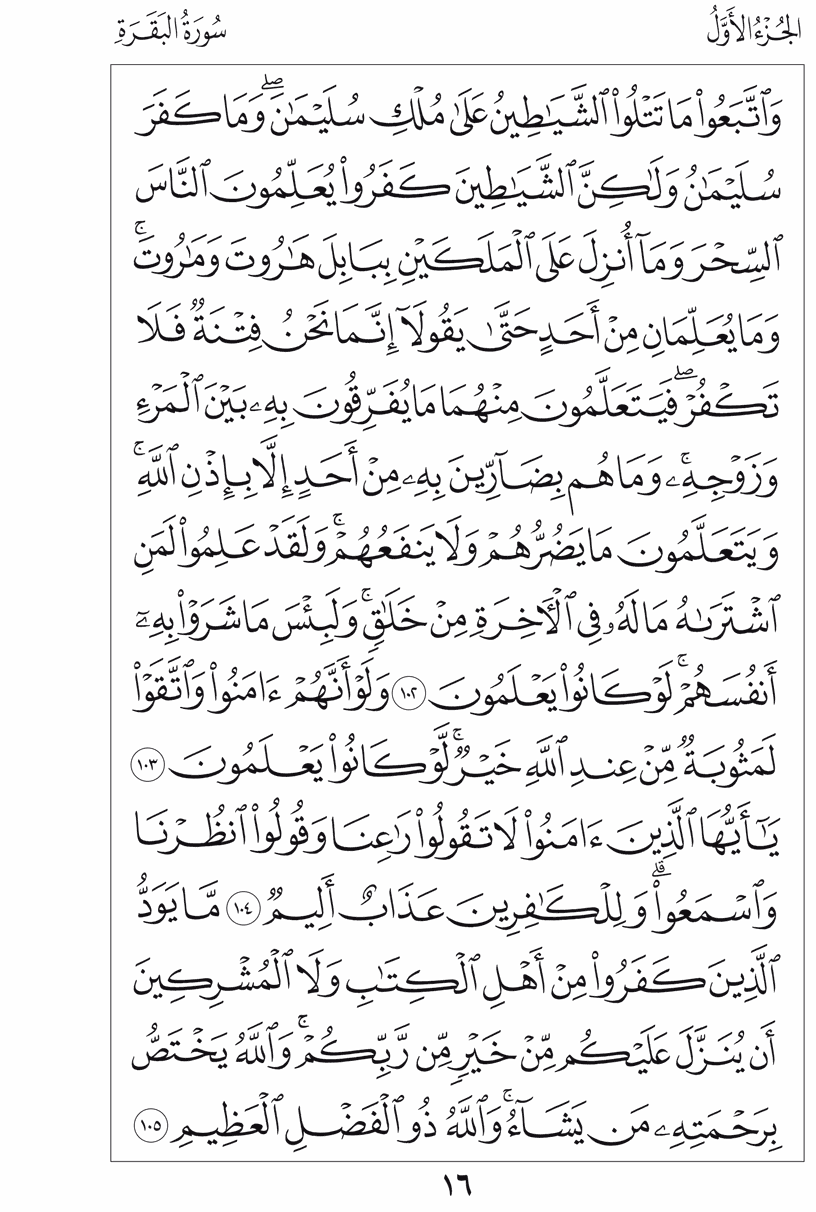 الجُزْءُ الأَوَّلُ
سُورَةُ البَقَرَةِ
وَٱتَّبَعُوا۟ مَا تَتْلُوا۟ ٱلشَّيَـٰطِينُ عَلَىٰ مُلْكِ سُلَيْمَـٰنَ ۖ وَمَا كَفَرَ
سُلَيْمَـٰنُ وَلَـٰكِنَّ ٱلشَّيَـٰطِينَ كَفَرُوا۟ يُعَلِّمُونَ ٱلنَّاسَ
ٱلسِّحْرَ وَمَآ أُنزِلَ عَلَى ٱلْمَلَكَيْنِ بِبَابِلَ هَـٰرُوتَ وَمَـٰرُوتَ ۚ
وَمَا يُعَلِّمَانِ مِنْ أَحَدٍ حَتَّىٰ يَقُولَآ إِنَّمَا نَحْنُ فِتْنَةٌ فَلَا
تَكْفُرْ ۖ فَيَتَعَلَّمُونَ مِنْهُمَا مَا يُفَرِّقُونَ بِهِۦ بَيْنَ ٱلْمَرْءِ
وَزَوْجِهِۦ ۚ وَمَا هُم بِضَآرِّينَ بِهِۦ مِنْ أَحَدٍ إِلَّا بِإِذْنِ ٱللَّهِ ۚ
وَيَتَعَلَّمُونَ مَا يَضُرُّهُمْ وَلَا يَنفَعُهُمْ ۚ وَلَقَدْ عَلِمُوا۟ لَمَنِ
ٱشْتَرَىٰهُ مَا لَهُۥ فِى ٱلْـَٔاخِرَةِ مِنْ خَلَـٰقٍ ۚ وَلَبِئْسَ مَا شَرَوْا۟ بِهِۦٓ
أَنفُسَهُمْ ۚ لَوْ كَانُوا۟ يَعْلَمُونَ ١٠٢ وَلَوْ أَنَّهُمْ ءَامَنُوا۟ وَٱتَّقَوْا۟
لَمَثُوبَةٌ مِّنْ عِندِ ٱللَّهِ خَيْرٌ ۚ لَّوْ كَانُوا۟ يَعْلَمُونَ ١٠٣
يَـٰٓأَيُّهَا ٱلَّذِينَ ءَامَنُوا۟ لَا تَقُولُوا۟ رَٰعِنَا وَقُولُوا۟ ٱنظُرْنَا
وَٱسْمَعُوا۟ ۗ وَلِلْكَـٰفِرِينَ عَذَابٌ أَلِيمٌ ١٠٤ مَّا يَوَدُّ
ٱلَّذِينَ كَفَرُوا۟ مِنْ أَهْلِ ٱلْكِتَـٰبِ وَلَا ٱلْمُشْرِكِينَ
أَن يُنَزَّلَ عَلَيْكُم مِّنْ خَيْرٍ مِّن رَّبِّكُمْ ۚ وَٱللَّهُ يَخْتَصُّ
بِرَحْمَتِهِۦ مَن يَشَآءُ ۚ وَٱللَّهُ ذُو ٱلْفَضْلِ ٱلْعَظِيمِ ١٠٥
١٦